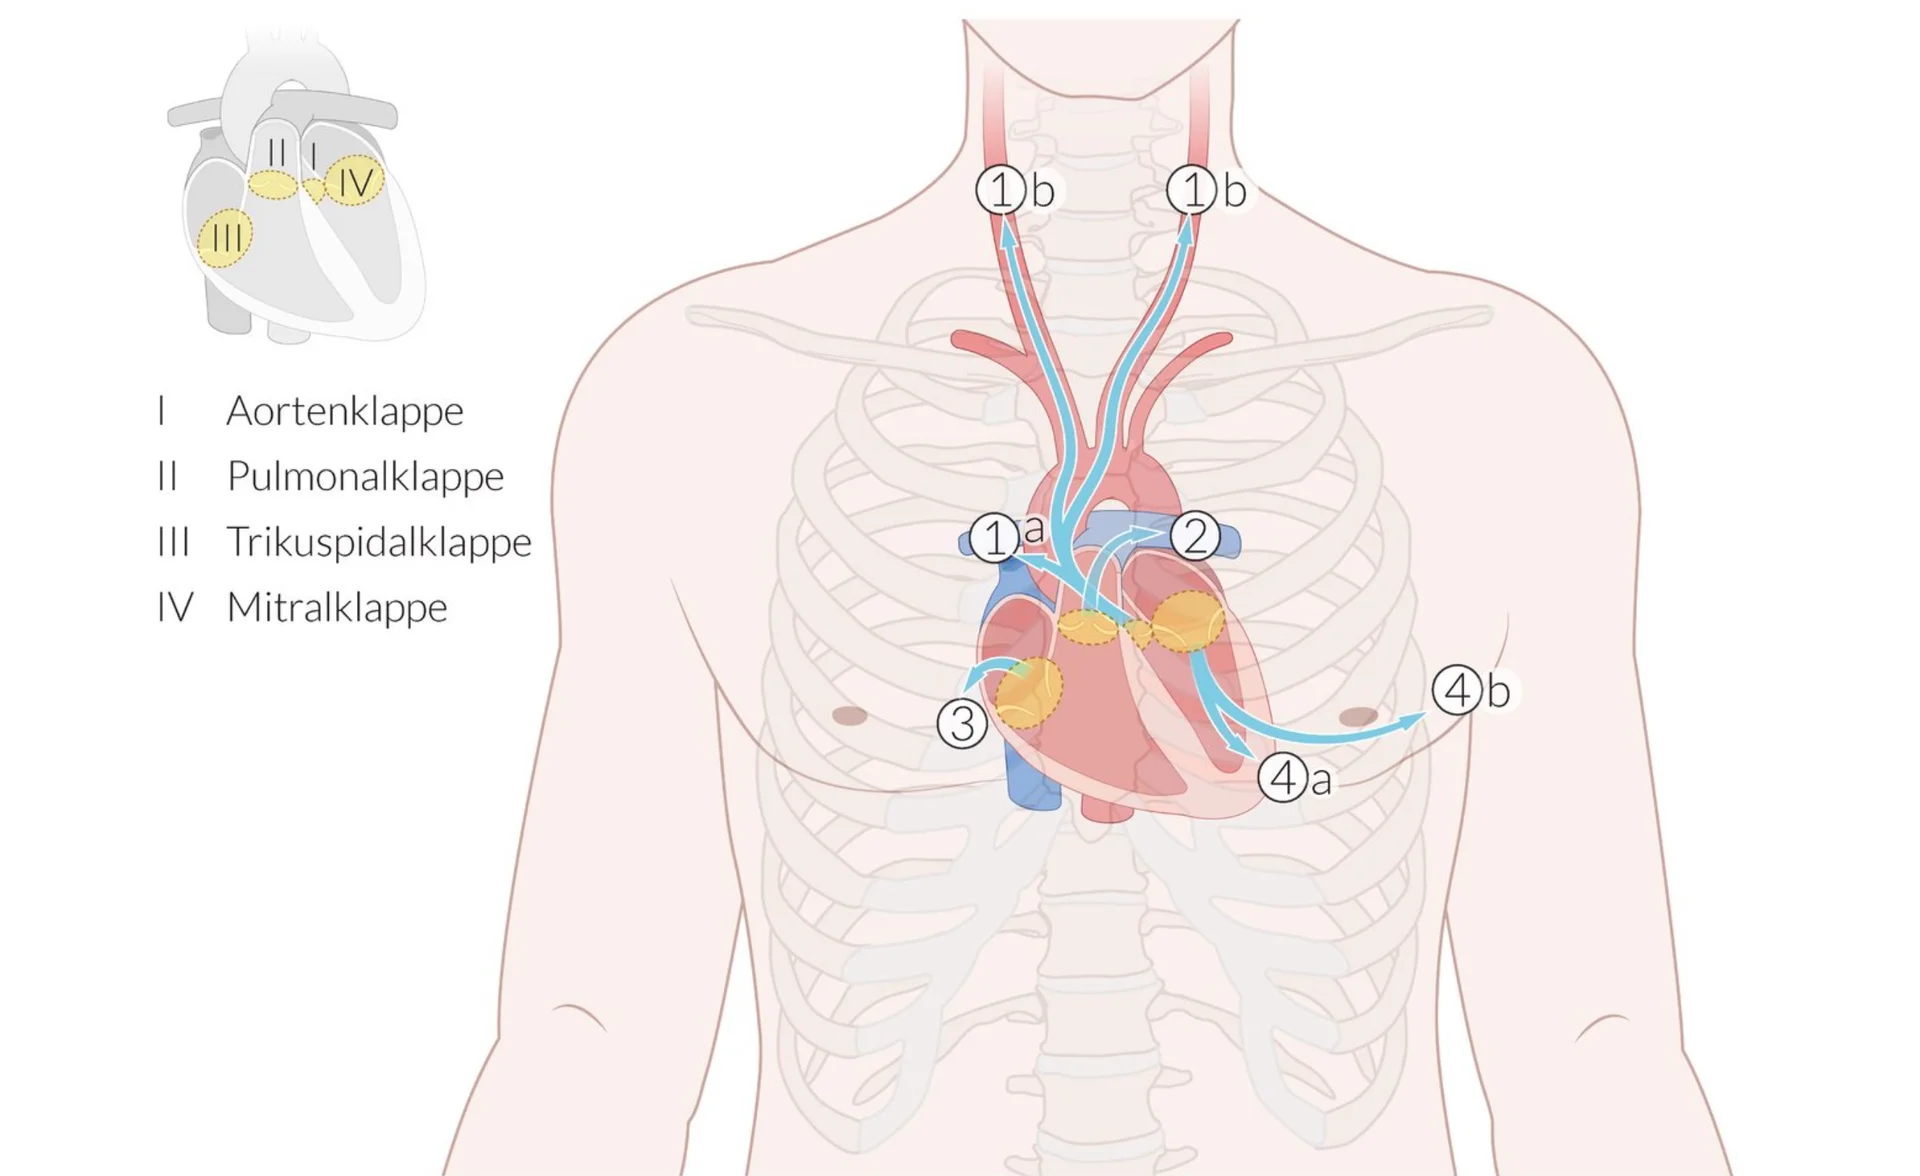 II
I
IV
III
I Aortenklappe
II Pulmonalklappe
III Trikuspidalklappe
IV Mitralklappe
1 b
1 b
1 a
2
3
4 b
4 a